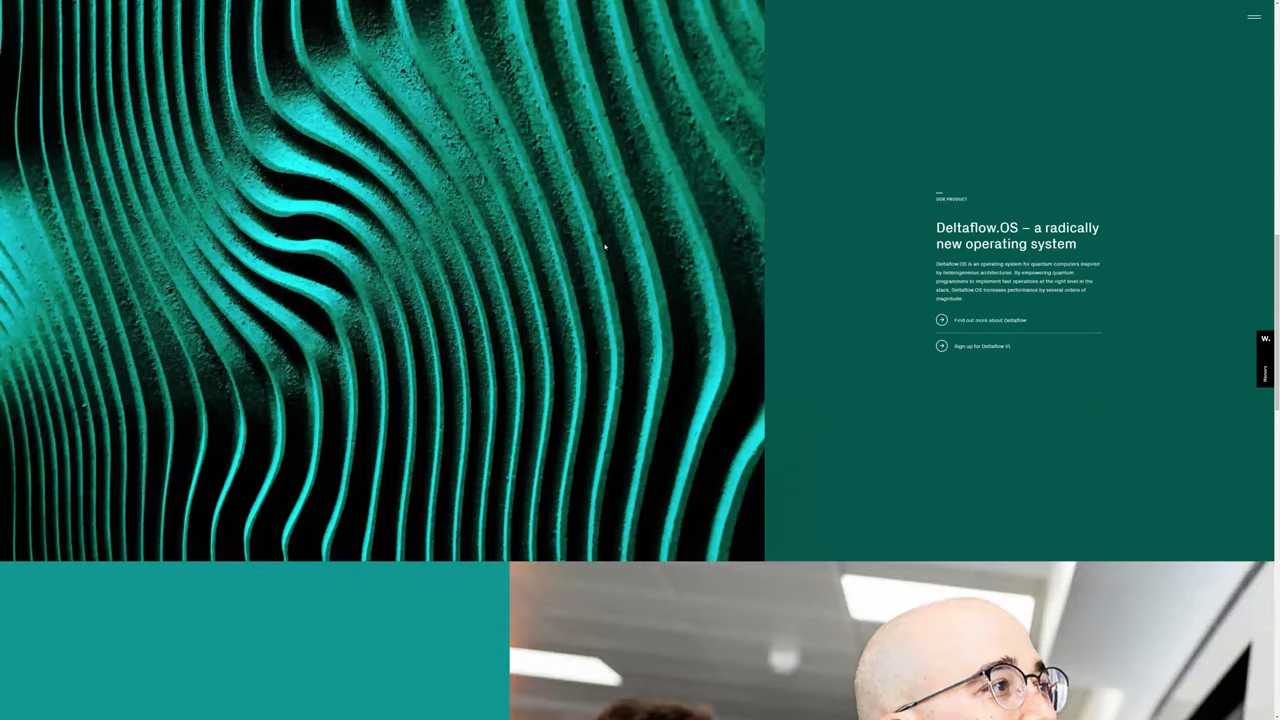 OUR PRODUCT
Deltaflow.OS – a radically
new operating system
Deltaflow.OS is an operating system for quantum computers inspired
by heterogeneous architectures. By empowering quantum
programmers to implement fast operations at the right level in the
stack, Deltaflow.OS increases performance by several orders of
magnitude.
Find out more about Deltaflow
Sign up for Deltaflow VI.
W.
Honors